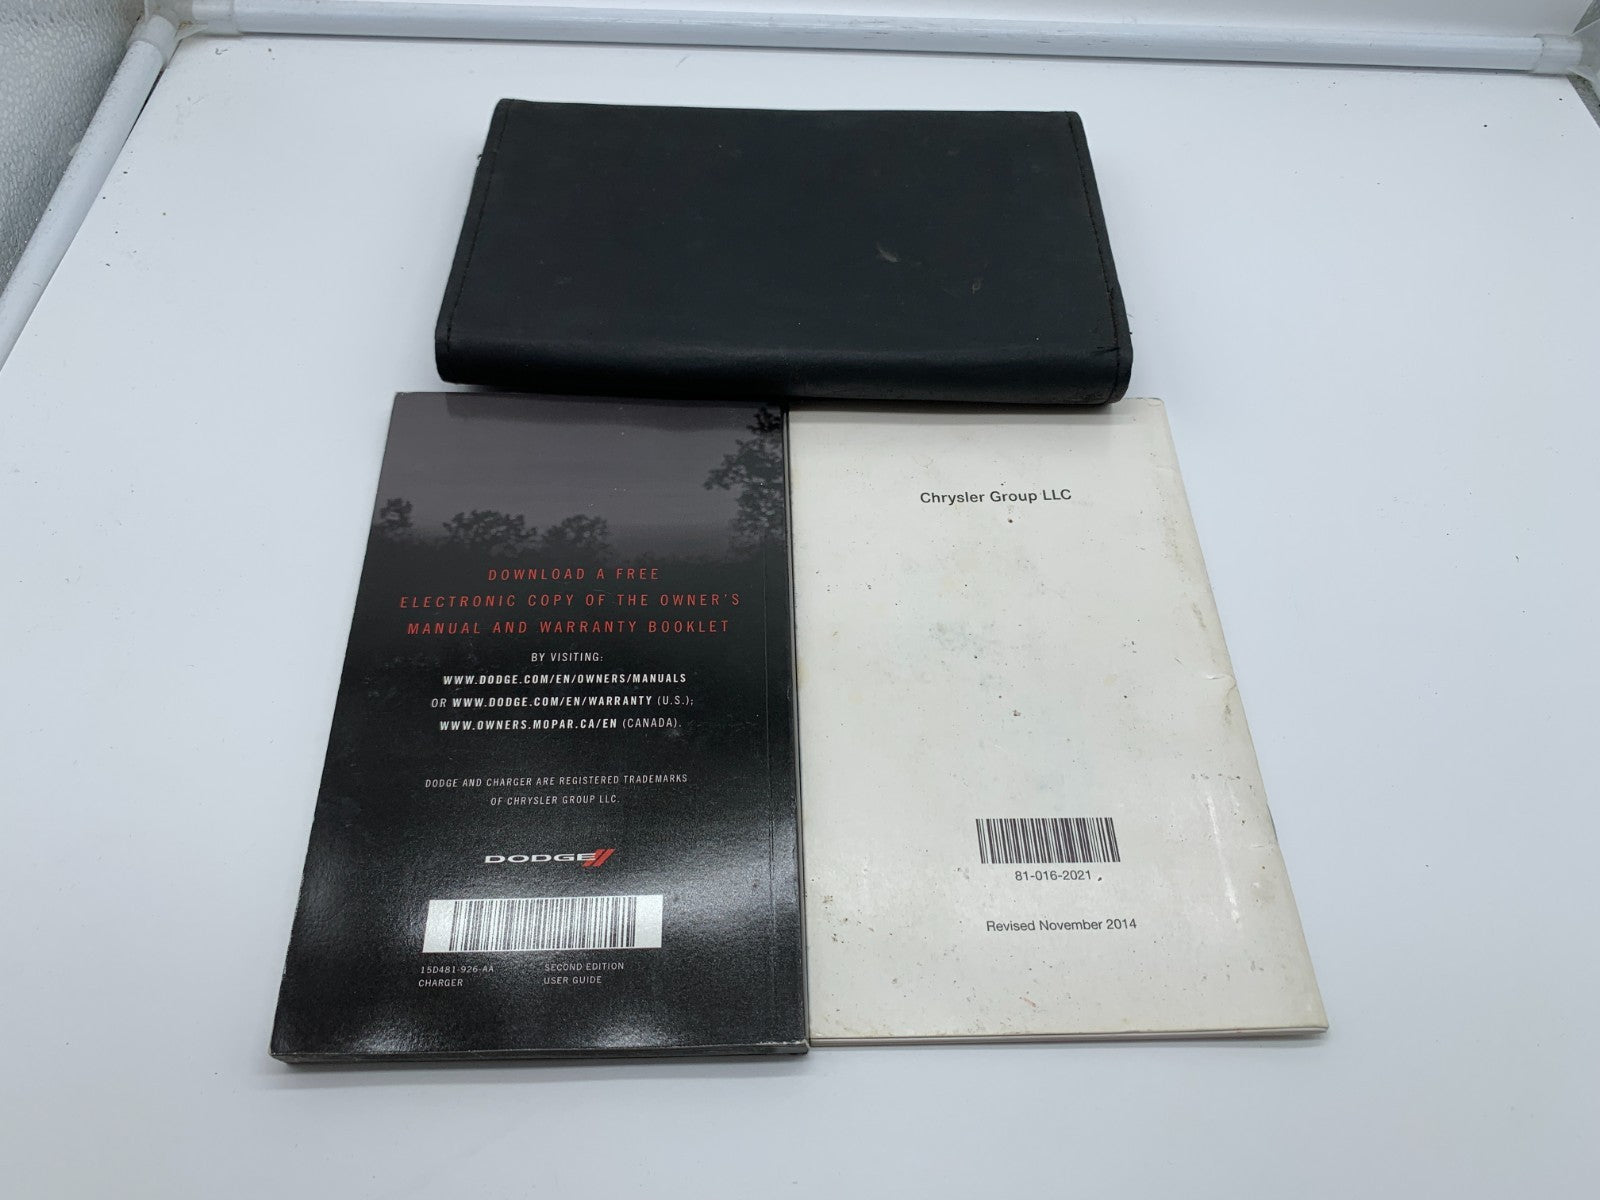 DOWNLOAD A FREE
ELECTRONIC COPY OF THE OWNER'S
MANUAL AND WARRANTY BOOKLET
BY VISITING:
WWW.DODGE.COM/EN/OWNERS/MANUALS
OR WWW.DODGE.COM/EN/WARRANTY (U.S.);
WWW.OWNERS.MOPAR.CA/EN (CANADA).
DODGE AND CHARGER ARE REGISTERED TRADEMARKS
OF CHRYSLER GROUP LLC.
DODGE
15D481-926-AA
CHARGER
SECOND EDITION
USER GUIDE
Chrysler Group LLC
81-016-2021
Revised November 2014